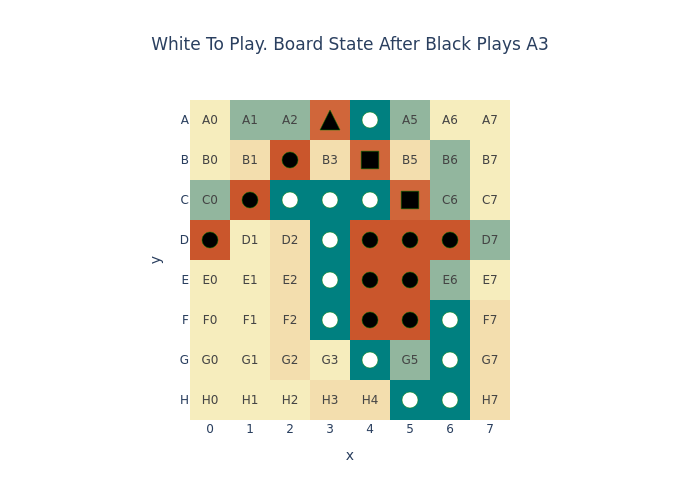 White To Play. Board State After Black Plays A3
A A0 A1 A2 A5 A6 A7
B B0 B1 B3 B5 B6 B7
C C0 C6 C7
D D1 D2 D7
y
E E0 E1 E2 E6 E7
F F0 F1 F2 F7
G G0 G1 G2 G3 G5 G7
H H0 H1 H2 H3 H4 H7
0 1 2 3 4 5 6 7
x